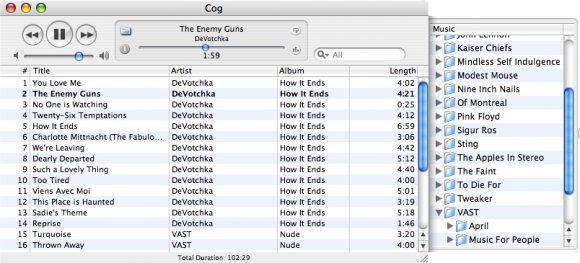 Cog
The Enemy Guns
DeVotchka
1:59
All
# Title Artist Album Length
1 You Love Me DeVotchka How It Ends 4:02
2 The Enemy Guns DeVotchka How It Ends 4:21
3 No One is Watching DeVotchka How It Ends 0:25
4 Twenty-Six Temptations DeVotchka How It Ends 4:12
5 How It Ends DeVotchka How It Ends 6:59
6 Charlotte Mittnacht (The Fabulo... DeVotchka How It Ends 3:06
7 We're Leaving DeVotchka How It Ends 4:42
8 Dearly Departed DeVotchka How It Ends 5:12
9 Such a Lovely Thing DeVotchka How It Ends 4:40
10 Too Tired DeVotchka How It Ends 4:00
11 Viens Avec Moi DeVotchka How It Ends 5:01
12 This Place is Haunted DeVotchka How It Ends 3:19
13 Sadie's Theme DeVotchka How It Ends 5:18
14 Reprise DeVotchka How It Ends 1:46
15 Turquoise VAST Nude 3:20
16 Thrown Away VAST Nude 4:00
Total Duration: 102:29
Music
John Lennon
Kaiser Chiefs
Mindless Self Indulgence
Modest Mouse
Nine Inch Nails
Of Montreal
Pink Floyd
Sigur Ros
Sting
The Apples In Stereo
The Faint
To Die For
Tweaker
VAST
April
Music For People